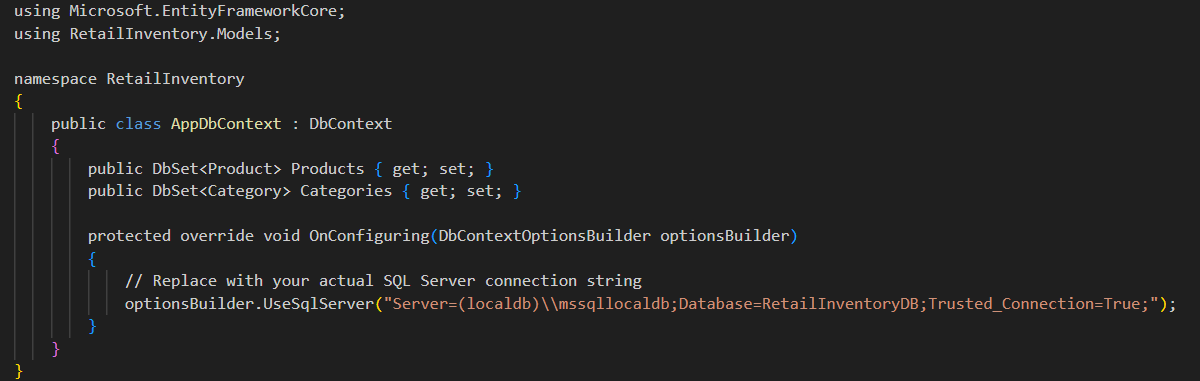 using Microsoft.EntityFrameworkCore;
using RetailInventory.Models;

namespace RetailInventory
{
    public class AppDbContext : DbContext
    {
        public DbSet<Product> Products { get; set; }
        public DbSet<Category> Categories { get; set; }

        protected override void OnConfiguring(DbContextOptionsBuilder optionsBuilder)
        {
            // Replace with your actual SQL Server connection string
            optionsBuilder.UseSqlServer("Server=(localdb)\\mssqllocaldb;Database=RetailInventoryDB;Trusted_Connection=True;");
        }
    }
}